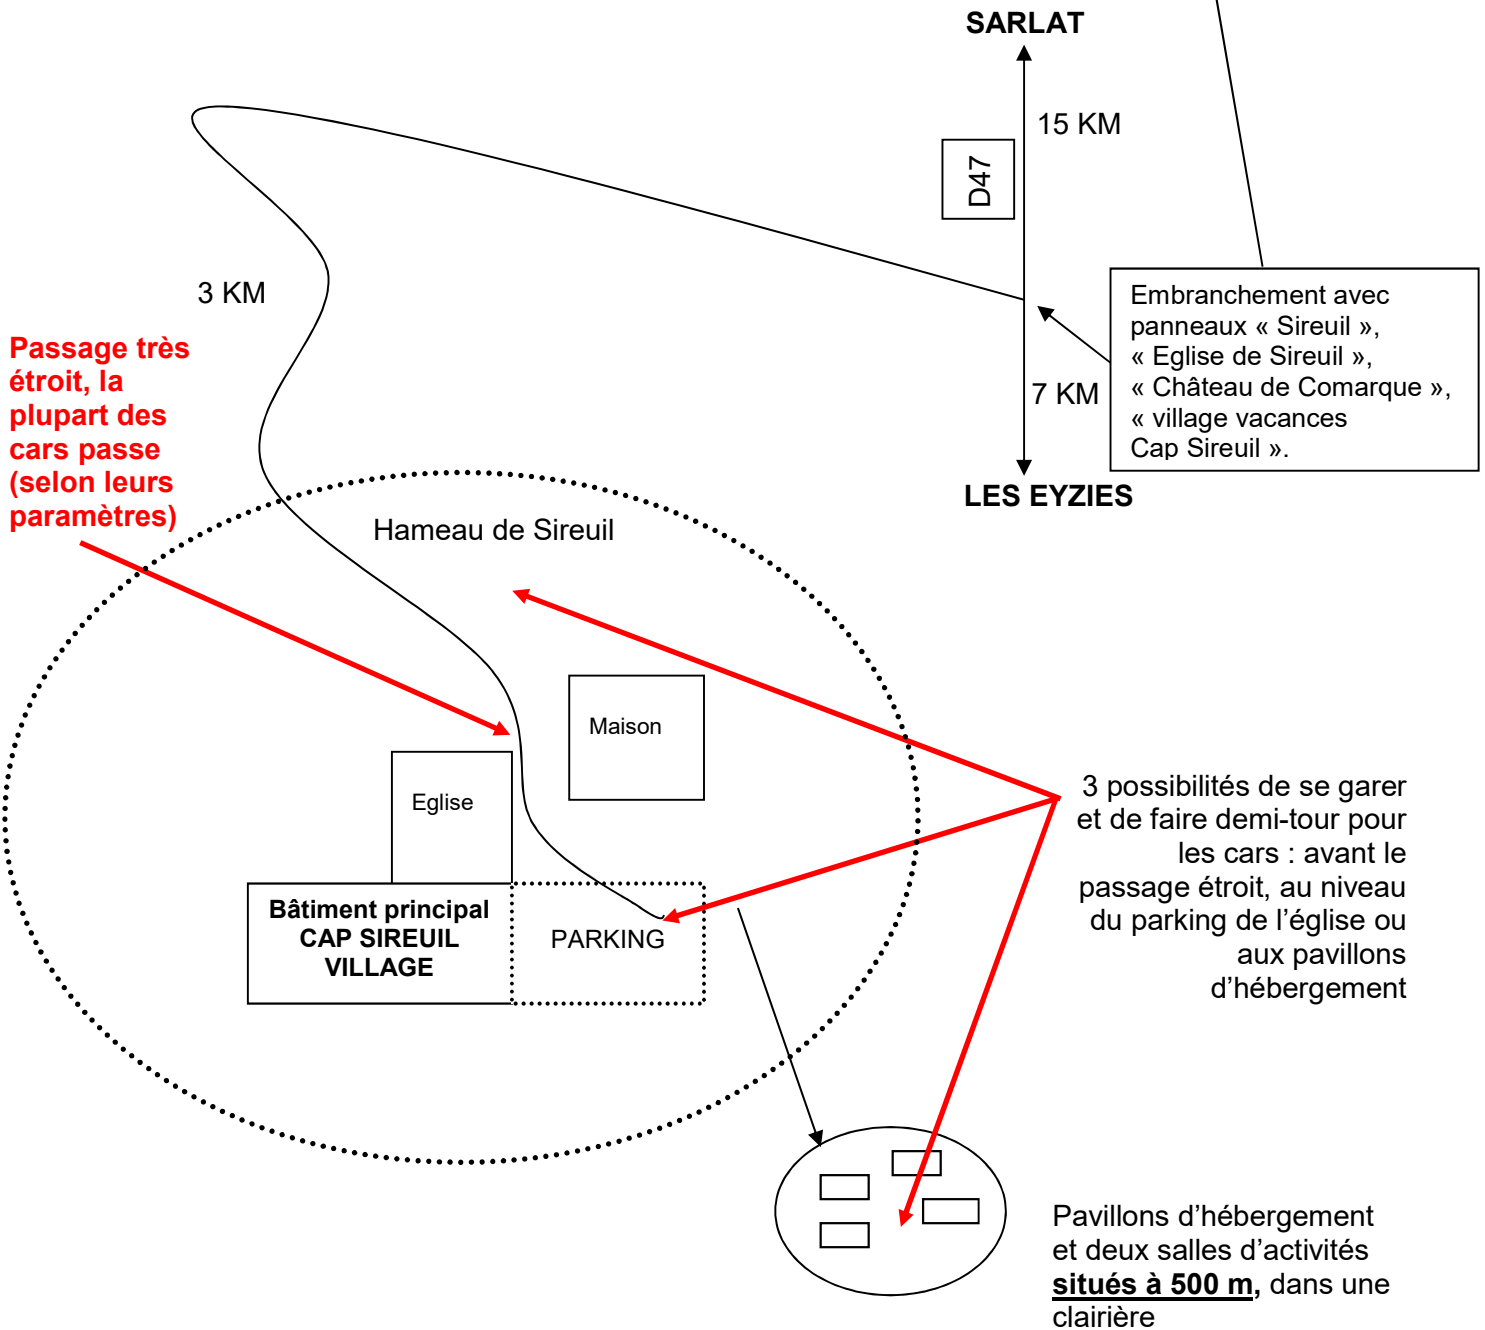 SARLAT
15 KM
D47
3 KM
Embranchement avec
panneaux « Sireuil »,
« Eglise de Sireuil »,
« Château de Comarque »,
« village vacances
Cap Sireuil ».
Passage très
étroit, la
plupart des
cars passe
(selon leurs
paramètres)
7 KM
LES EYZIES
Hameau de Sireuil
Maison
Eglise
3 possibilités de se garer
et de faire demi-tour pour
les cars : avant le
passage étroit, au niveau
du parking de l’église ou
aux pavillons
d’hébergement
Bâtiment principal
CAP SIREUIL
VILLAGE
PARKING
Pavillons d’hébergement
et deux salles d’activités
situés à 500 m, dans une
clairière